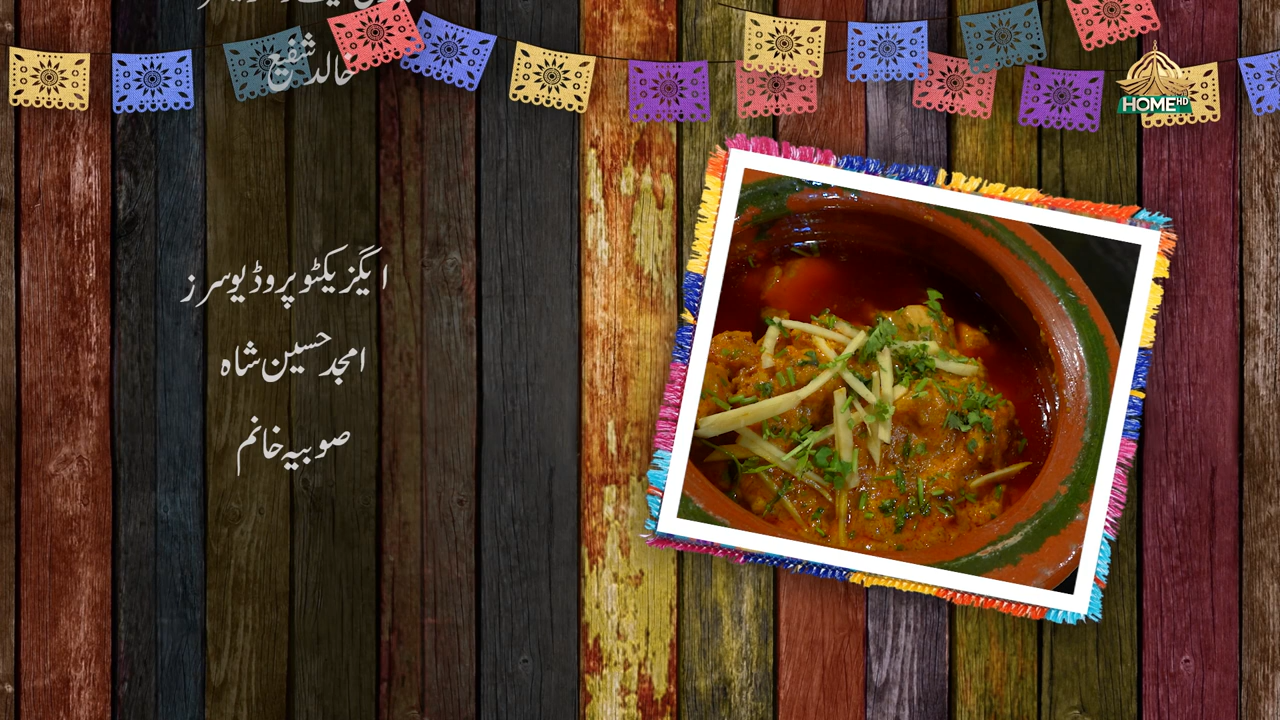 خالد شفیع
HOME HD
ایگزیکٹو پروڈیوسرز
امجد حسین شاہ
صوبیہ خانم